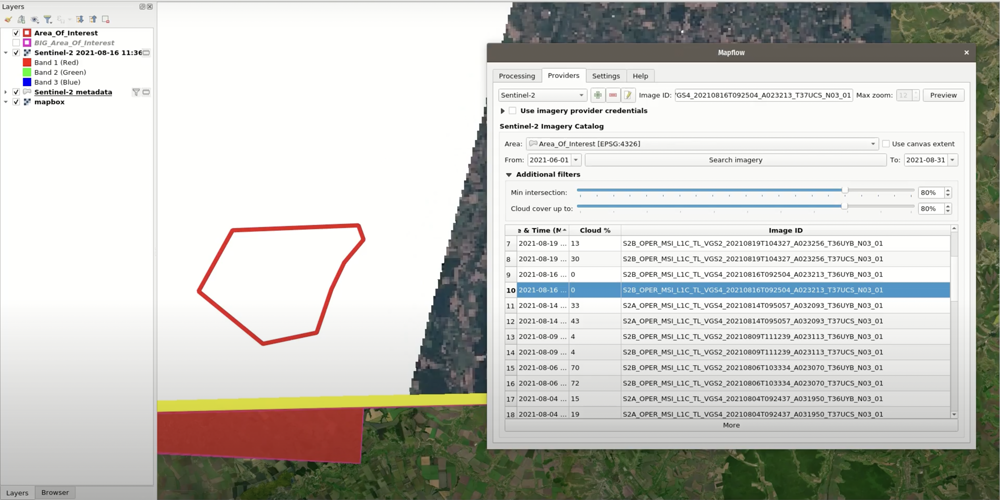 Layers
Area_Of_Interest
BIG_Area_Of_Interest
Sentinel-2 2021-08-16 11:36
Band 1 (Red)
Band 2 (Green)
Band 3 (Blue)
Sentinel-2 metadata
mapbox
Layers Browser
Mapflow
Processing Providers Settings Help
Sentinel-2 Image ID: 'GS4_20210816T092504_A023213_T37UCS_N03_01 Max zoom: 12 Preview
Use imagery provider credentials
Sentinel-2 Imagery Catalog
Area: Area_Of_Interest [EPSG:4326] Use canvas extent
From: 2021-06-01 Search imagery To: 2021-08-31
Additional filters
Min intersection: 80%
Cloud cover up to: 80%
e & Time (M Cloud % Image ID
7 2021-08-19 ... 13 S2B_OPER_MSI_L1C_TL_VGS2_20210819T104327_A023256_T36UYB_N03_01
8 2021-08-19 ... 30 S2B_OPER_MSI_L1C_TL_VGS2_20210819T104327_A023256_T37UCS_N03_01
9 2021-08-16 ... 0 S2B_OPER_MSI_L1C_TL_VGS4_20210816T092504_A023213_T36UYB_N03_01
10 2021-08-16 ... 0 S2B_OPER_MSI_L1C_TL_VGS4_20210816T092504_A023213_T37UCS_N03_01
11 2021-08-14 ... 33 S2A_OPER_MSI_L1C_TL_VGS4_20210814T095057_A032093_T36UYB_N03_01
12 2021-08-14 ... 43 S2A_OPER_MSI_L1C_TL_VGS4_20210814T095057_A032093_T37UCS_N03_01
13 2021-08-09 ... 4 S2B_OPER_MSI_L1C_TL_VGS2_20210809T111239_A023113_T36UYB_N03_01
14 2021-08-09 ... 4 S2B_OPER_MSI_L1C_TL_VGS2_20210809T111239_A023113_T37UCS_N03_01
15 2021-08-06 ... 70 S2B_OPER_MSI_L1C_TL_VGS2_20210806T103334_A023070_T36UYB_N03_01
16 2021-08-06 ... 72 S2B_OPER_MSI_L1C_TL_VGS2_20210806T103334_A023070_T37UCS_N03_01
17 2021-08-04 ... 15 S2A_OPER_MSI_L1C_TL_VGS4_20210804T092437_A031950_T36UYB_N03_01
18 2021-08-04 ... 19 S2A_OPER_MSI_L1C_TL_VGS4_20210804T092437_A031950_T37UCS_N03_01
More